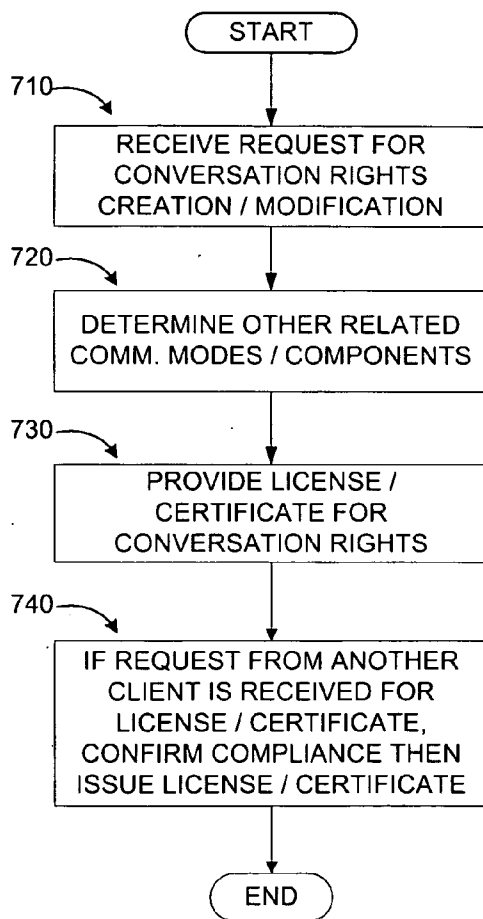 START
710
RECEIVE REQUEST FOR
CONVERSATION RIGHTS
CREATION / MODIFICATION
720
DETERMINE OTHER RELATED
COMM. MODES / COMPONENTS
730
PROVIDE LICENSE /
CERTIFICATE FOR
CONVERSATION RIGHTS
740
IF REQUEST FROM ANOTHER
CLIENT IS RECEIVED FOR
LICENSE / CERTIFICATE,
CONFIRM COMPLIANCE THEN
ISSUE LICENSE / CERTIFICATE
END